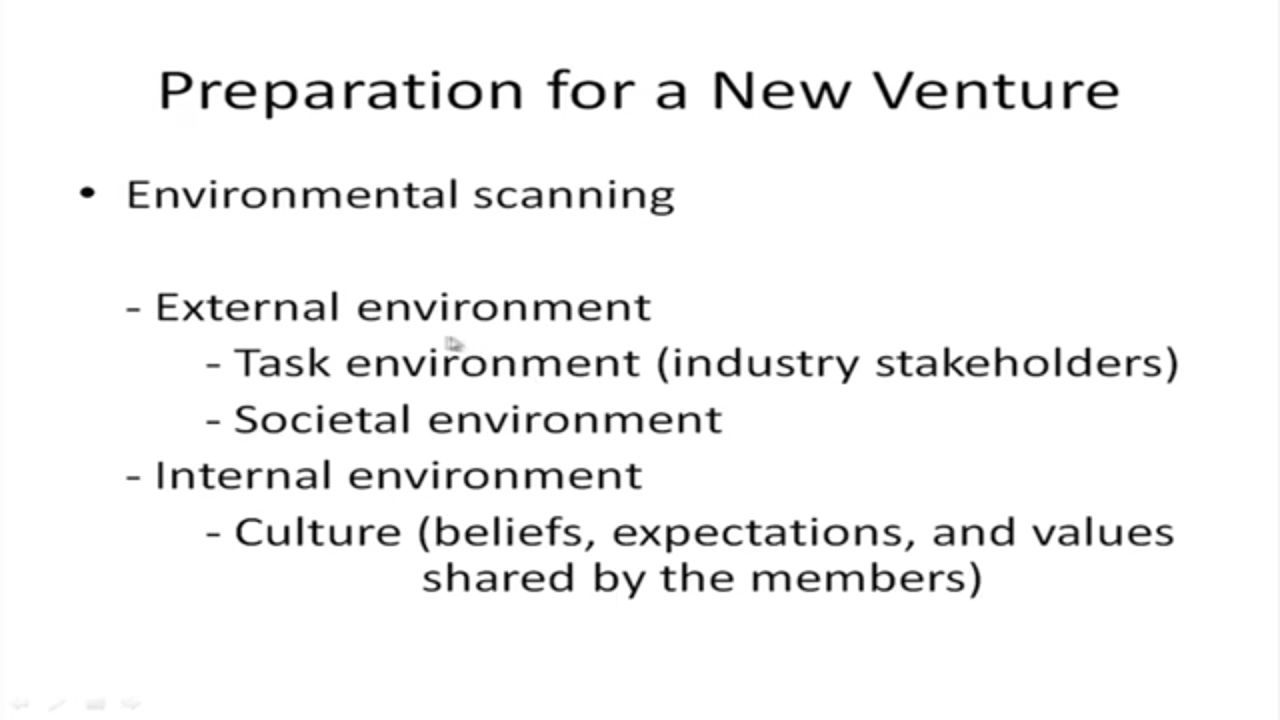 Preparation for a New Venture
• Environmental scanning
- External environment
- Task environment (industry stakeholders)
- Societal environment
- Internal environment
- Culture (beliefs, expectations, and values
shared by the members)